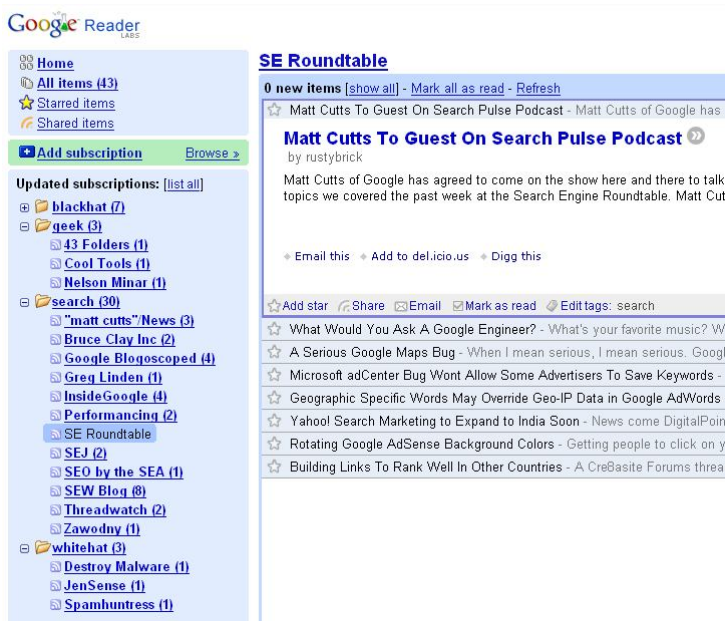 Google Reader
LABS
Home
All items (43)
Starred items
Shared items
Add subscription Browse »
Updated subscriptions: [list all]
blackhat (7)
geek (3)
43 Folders (1)
Cool Tools (1)
Nelson Minar (1)
search (30)
"matt cutts"/News (3)
Bruce Clay Inc (2)
Google Blogoscoped (4)
Greg Linden (1)
InsideGoogle (4)
Performancing (2)
SE Roundtable
SEJ (2)
SEO by the SEA (1)
SEW Blog (8)
Threadwatch (2)
Zawodny (1)
whitehat (3)
Destroy Malware (1)
JenSense (1)
Spamhuntress (1)
SE Roundtable
0 new items [show all] - Mark all as read - Refresh
Matt Cutts To Guest On Search Pulse Podcast - Matt Cutts of Google has
Matt Cutts To Guest On Search Pulse Podcast »
by rustybrick
Matt Cutts of Google has agreed to come on the show here and there to talk
topics we covered the past week at the Search Engine Roundtable. Matt Cut
Email this Add to del.icio.us Digg this
Add star Share Email Mark as read Edit tags: search
What Would You Ask A Google Engineer? - What's your favorite music? W
A Serious Google Maps Bug - When I mean serious, I mean serious. Googl
Microsoft adCenter Bug Wont Allow Some Advertisers To Save Keywords -
Geographic Specific Words May Override Geo-IP Data in Google AdWords
Yahoo! Search Marketing to Expand to India Soon - News come DigitalPoin
Rotating Google AdSense Background Colors - Getting people to click on y
Building Links To Rank Well In Other Countries - A Cre8asite Forums threa